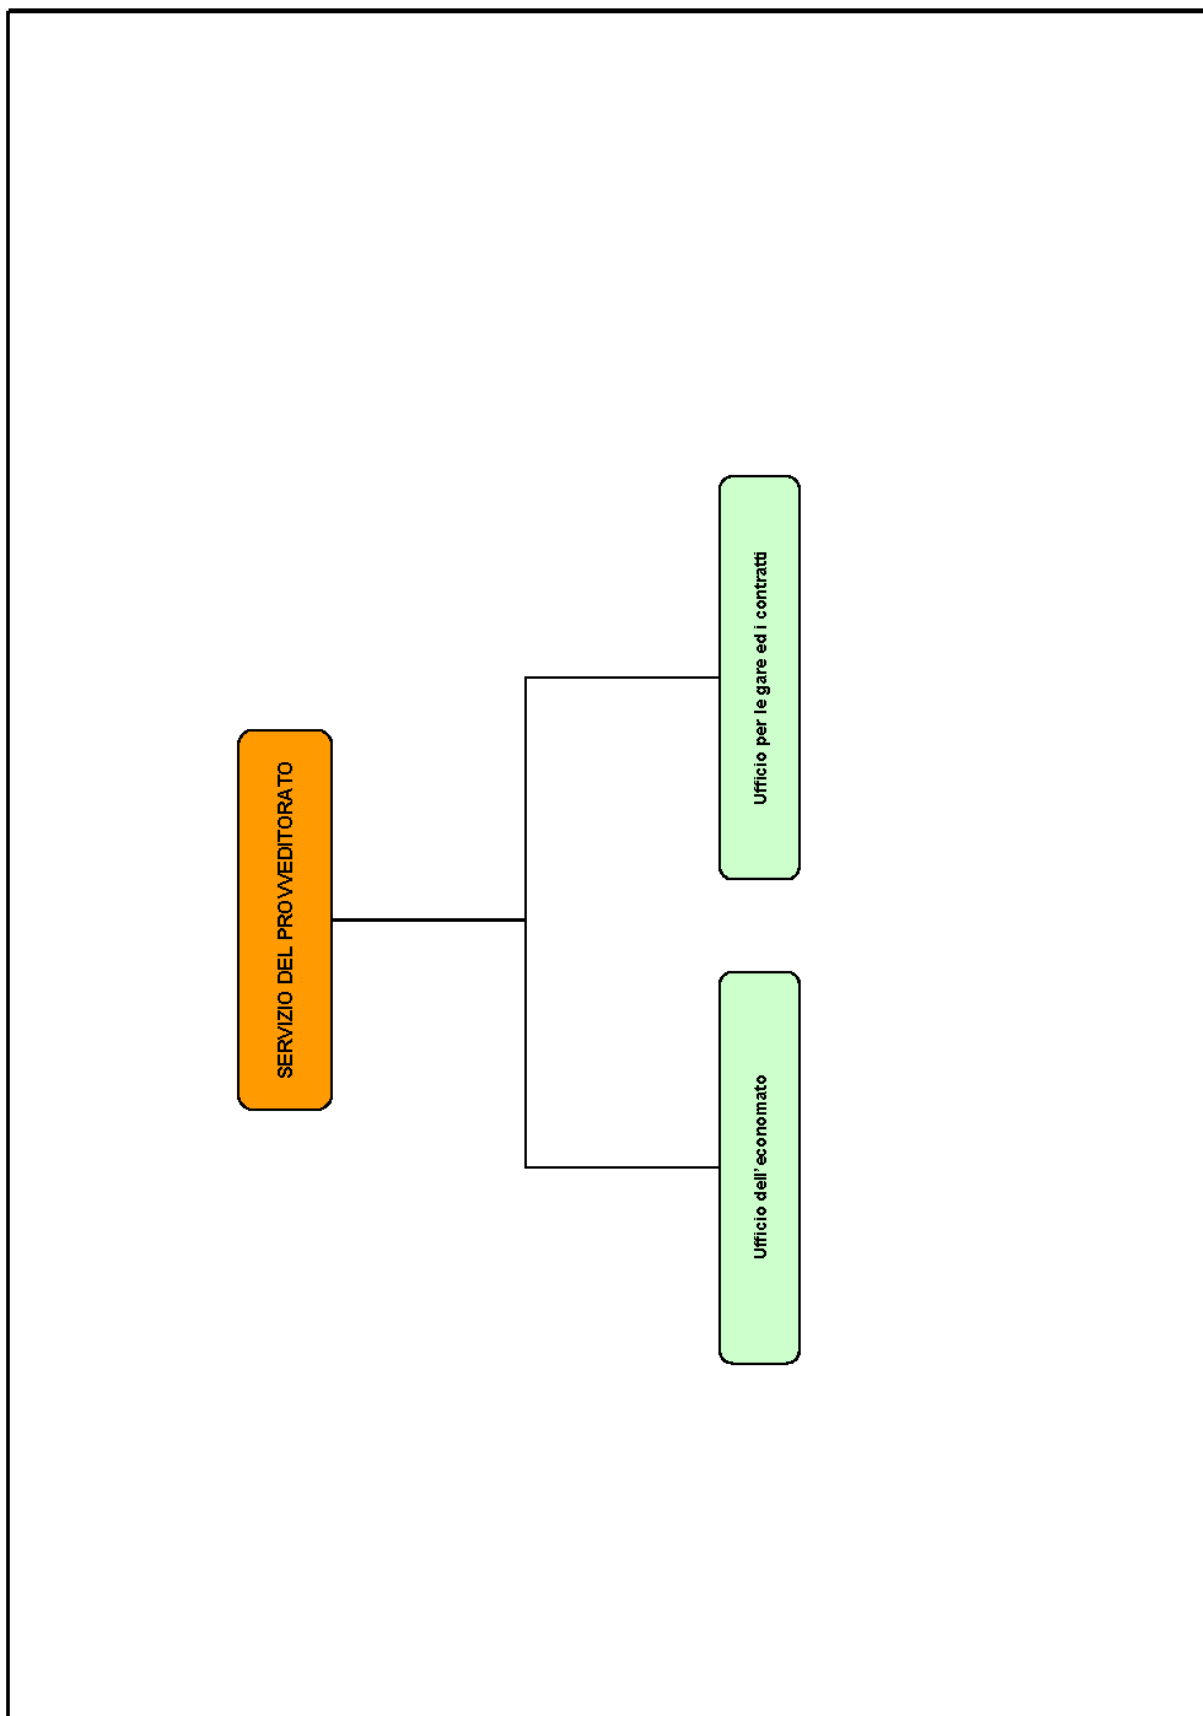 SERVIZIO DEL PROVVEDITORATO
Ufficio dell'economato
Ufficio per le gare ed i contratti